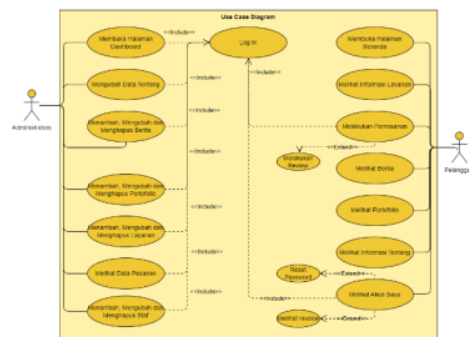 Use Case Diagram
Membuka Halaman
Dashboard
<<Include>>
Log In
Membuka Halaman
Beranda
<<Include>>
<<Include>>
Mengubah Data Tentang
<<Include>>
Melihat Informasi Layanan
<<Include>>
Administrators
Menambah, Mengubah dan
Menghapus Berita
Melakukan Pemesanan
<<Include>>
<<Extend>>
Pelanggan
Melakukan
Review
Melihat Berita
Menambah, Mengubah dan
Menghapus Portofolio
Melihat Portofolio
<<Include>>
Menambah, Mengubah dan
Menghapus Layanan
Melihat Informasi Tentang
<<Include>>
Melihat Data Pesanan
Reset
Password
<<Extend>>
<<Include>>
<<Include>>
Melihat Akun Saya
Menambah, Mengubah dan
Menghapus Staf
Melihat Invoice
<<Extend>>